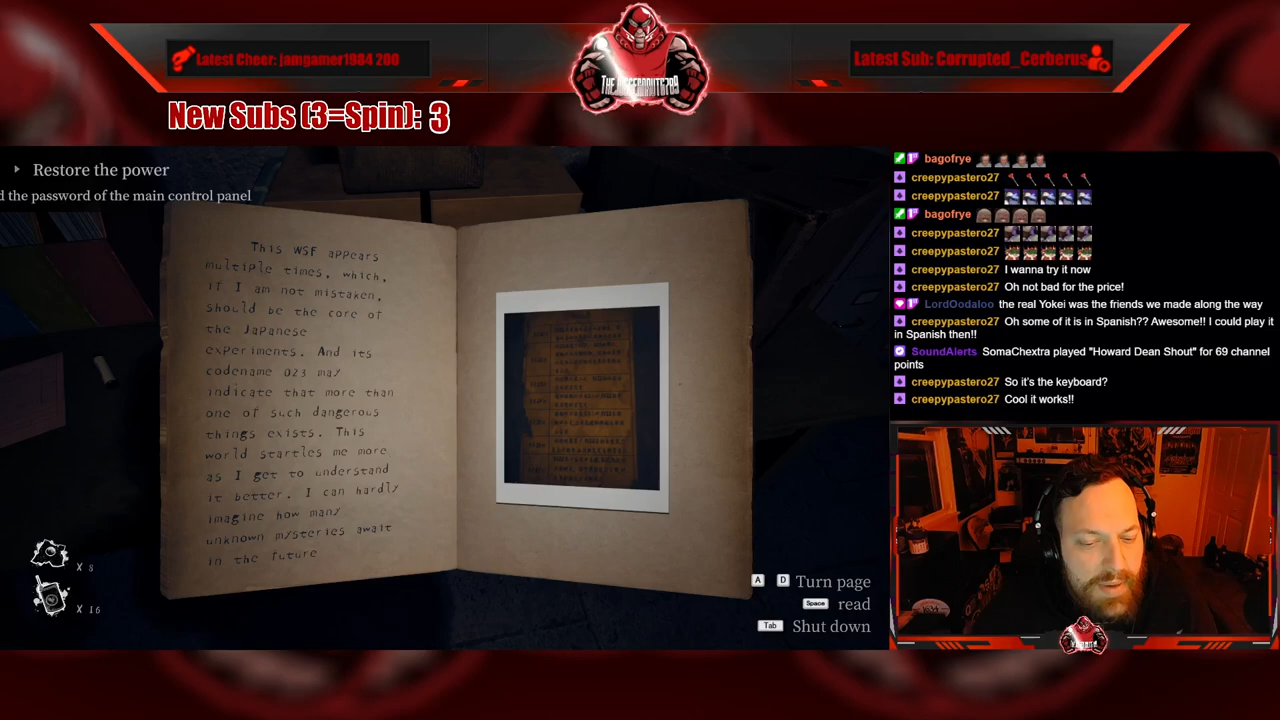 Latest Cheer: jamgamer1984 200
Latest Sub: Corrupted_Cerberus
New Subs (3=Spin): 3
Restore the power
d the password of the main control panel
This WSF appears
multiple times, which,
if I am not mistaken,
should be the core of
the Japanese
experiments. And its
codename 023 may
indicate that more than
one of such dangerous
things exists. This
world startles me more
as I get to understand
it better. I can hardly
imagine how many
unknown mysteries await
in the future
X 8
X 16
A D Turn page
Space read
Tab Shut down
bagofrye
creepypastero27
creepypastero27
bagofrye
creepypastero27
creepypastero27
creepypastero27 I wanna try it now
creepypastero27 Oh not bad for the price!
LordOodaloo the real Yokei was the friends we made along the way
creepypastero27 Oh some of it is in Spanish?? Awesome!! I could play it
in Spanish then!!
SoundAlerts SomaChextra played "Howard Dean Shout" for 69 channel
points
creepypastero27 So it's the keyboard?
creepypastero27 Cool it works!!